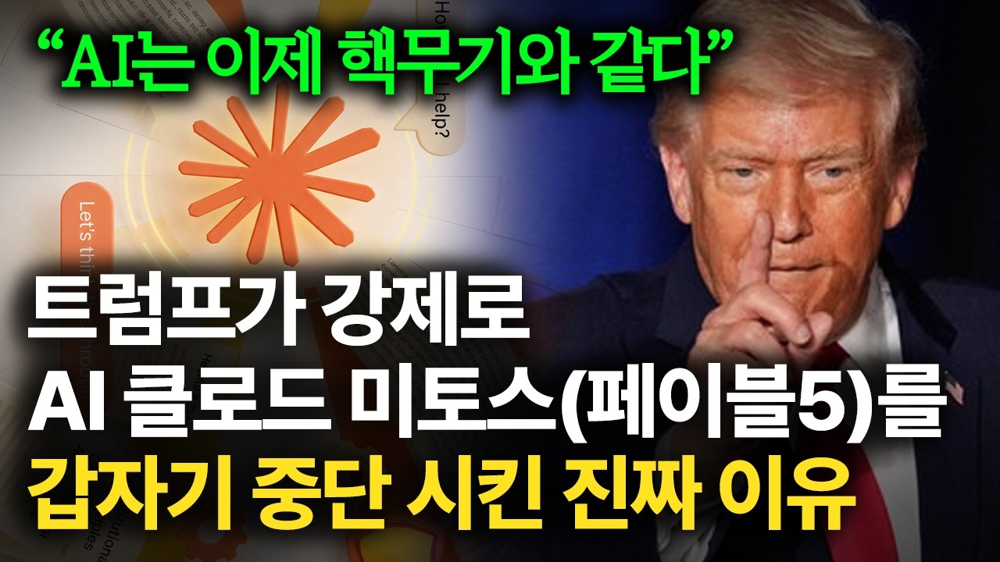 “AI는 이제 핵무기와 같다”
I help?
Let's
트럼프가 강제로
AI 클로드 미토스(페이블5)를
갑자기 중단 시킨 진짜 이유